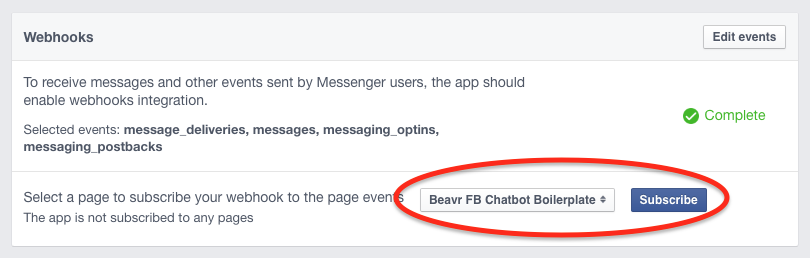 Webhooks
Edit events
To receive messages and other events sent by Messenger users, the app should
enable webhooks integration.
Complete
Selected events: message_deliveries, messages, messaging_optins,
messaging_postbacks
Select a page to subscribe your webhook to the page events
Beavr FB Chatbot Boilerplate
Subscribe
The app is not subscribed to any pages